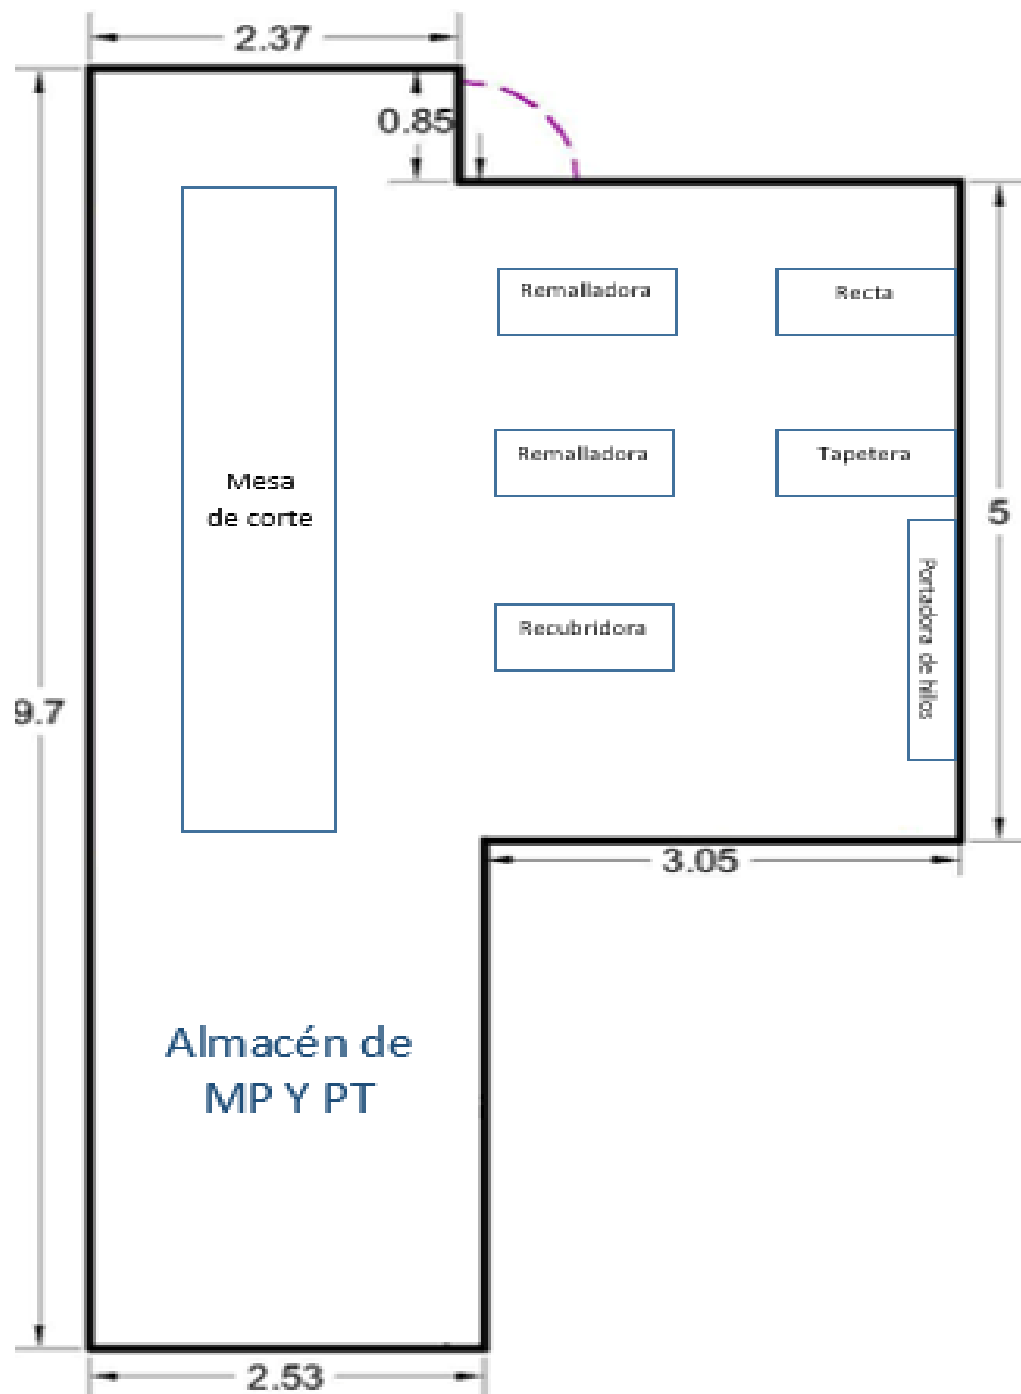 2.37
0.85
Remalladora
Recta
Remalladora
Tapetera
Mesa
de corte
5
Portadora de hilos
Recubridora
9.7
3.05
Almacén de
MP Y PT
2.53